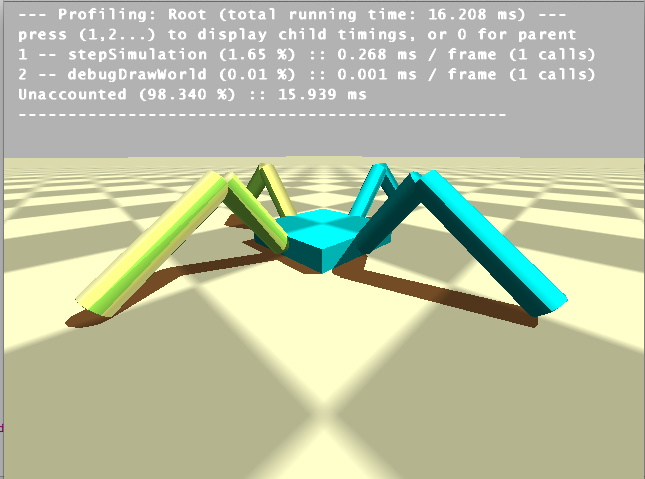 --- Profiling: Root (total running time: 16.208 ms) ---
press (1,2...) to display child timings, or 0 for parent
1 -- stepSimulation (1.65 %) :: 0.268 ms / frame (1 calls)
2 -- debugDrawWorld (0.01 %) :: 0.001 ms / frame (1 calls)
Unaccounted (98.340 %) :: 15.939 ms
-------------------------------------------------
d